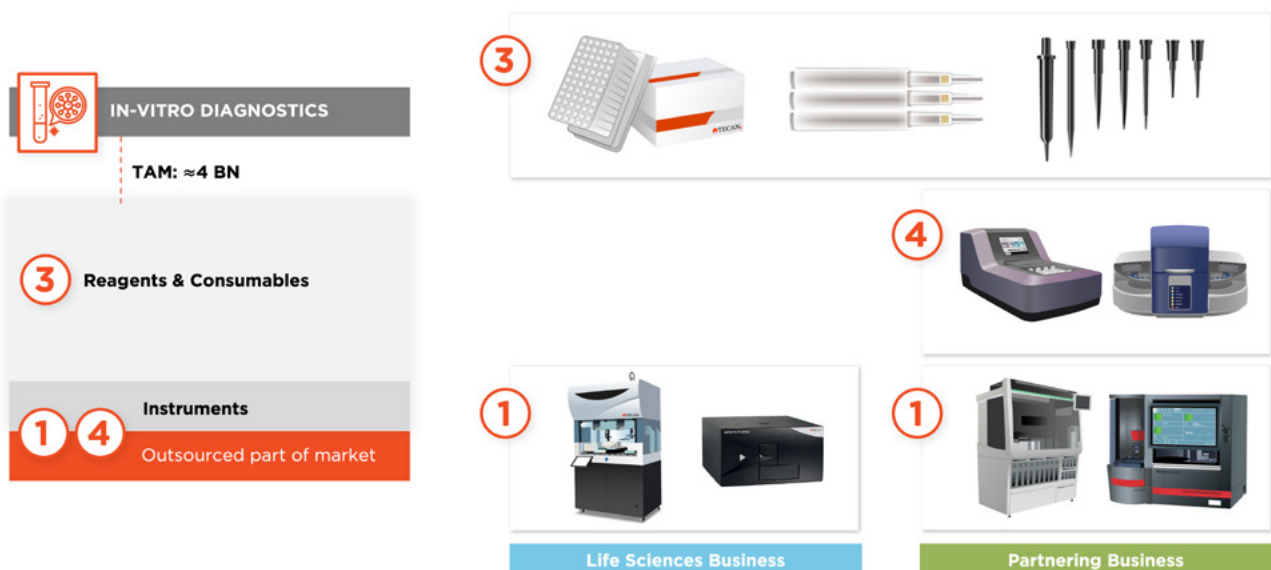 IN-VITRO DIAGNOSTICS
TAM: ≈4 BN
3
Reagents & Consumables
Instruments
1 4
Outsourced part of market
3
TECAN.
4
1
1
Life Sciences Business
Partnering Business